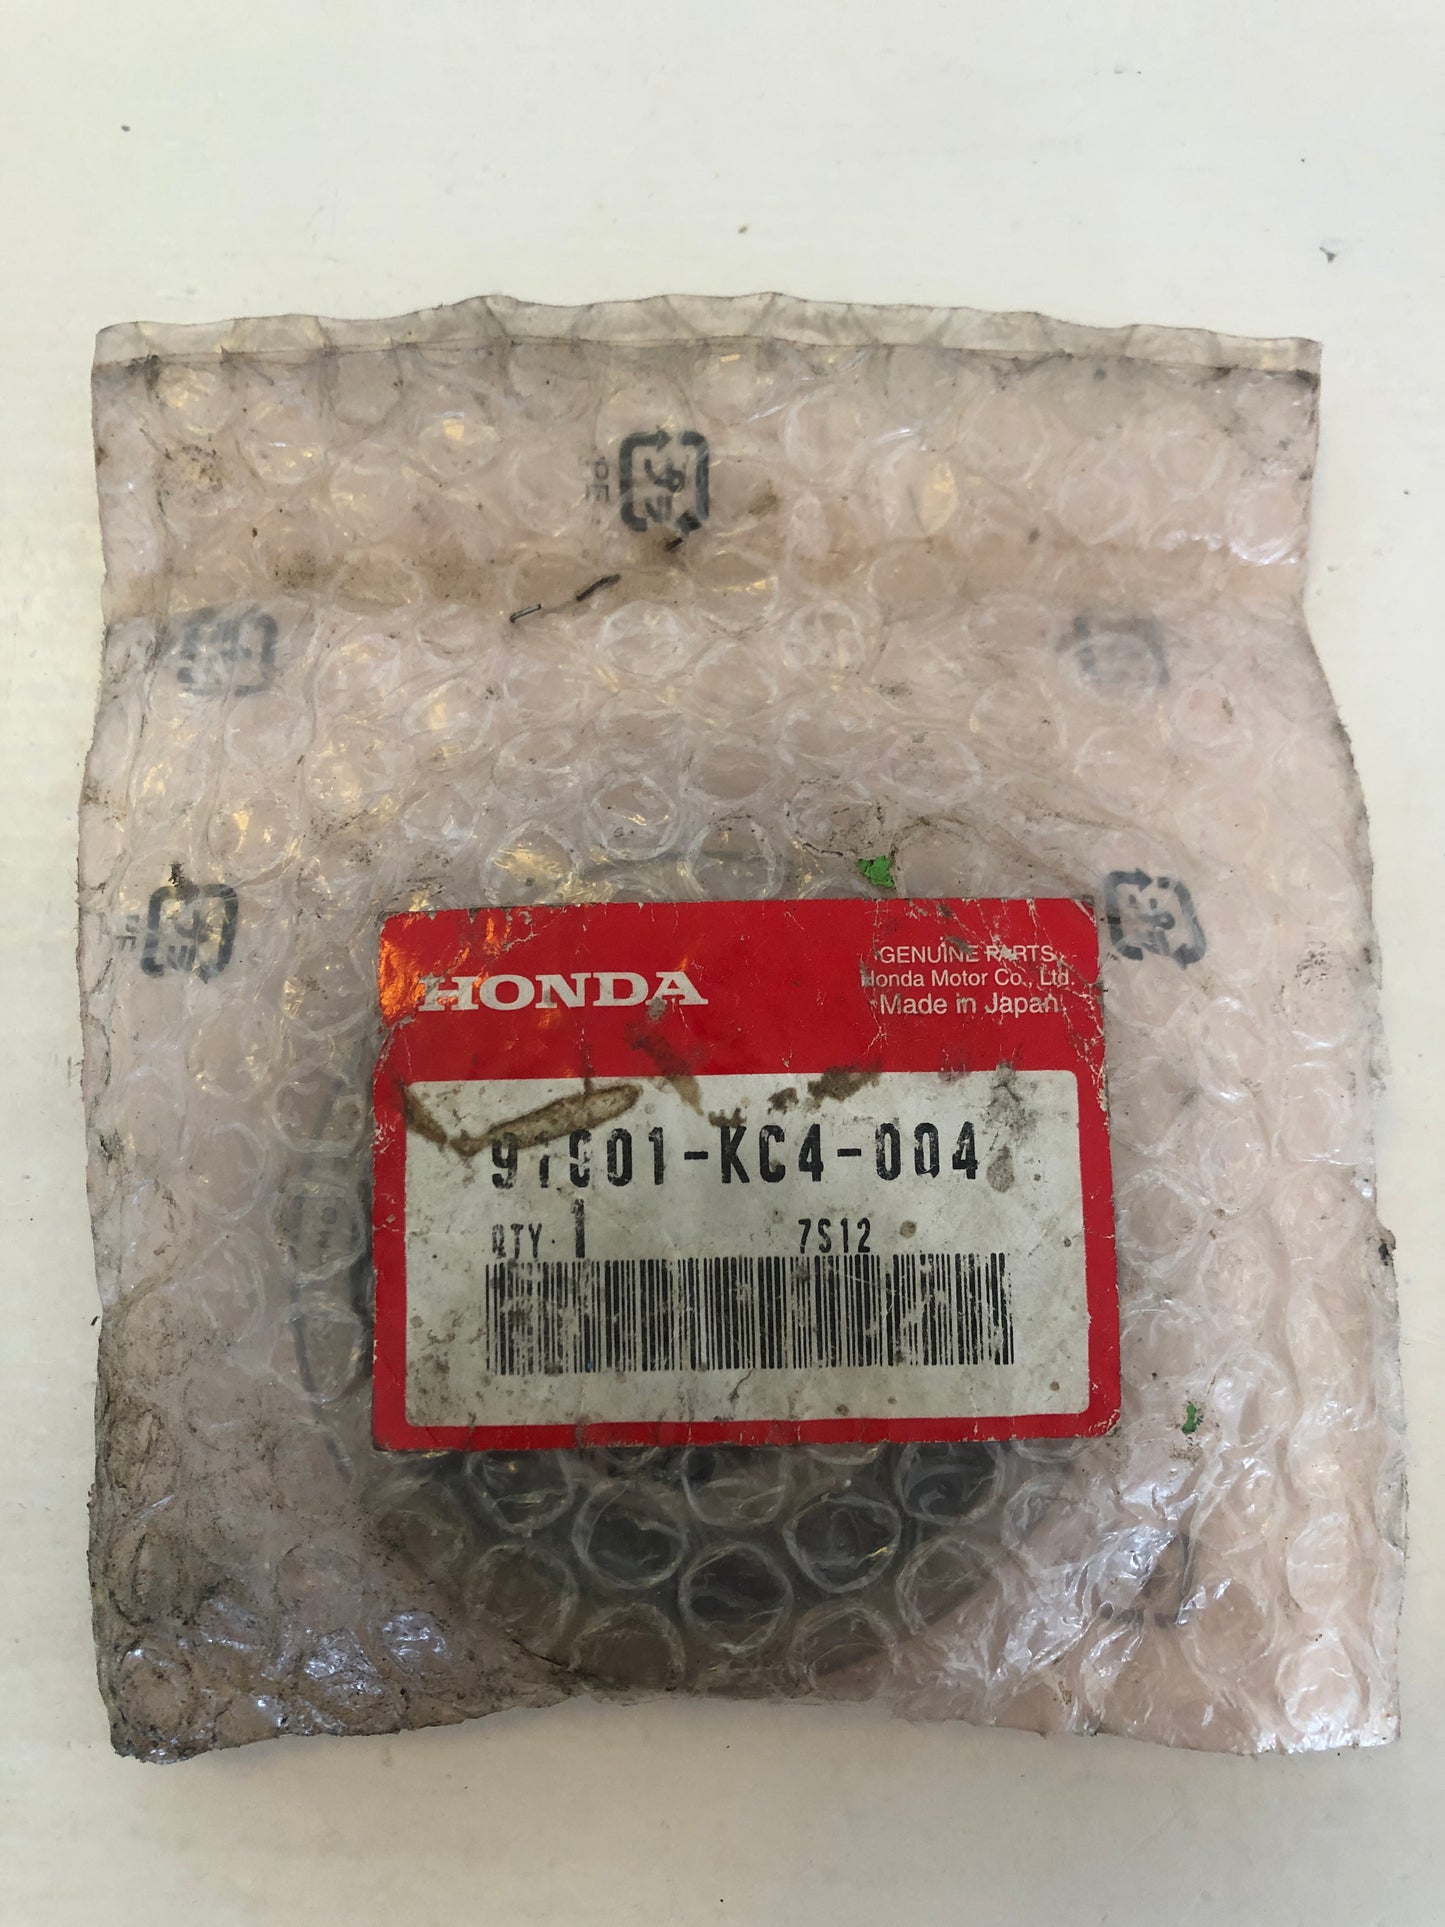 HONDA
GENUINE PARTS
Honda Motor Co., Ltd.
Made in Japan
91001-KC4-004
QTY 1 7S12